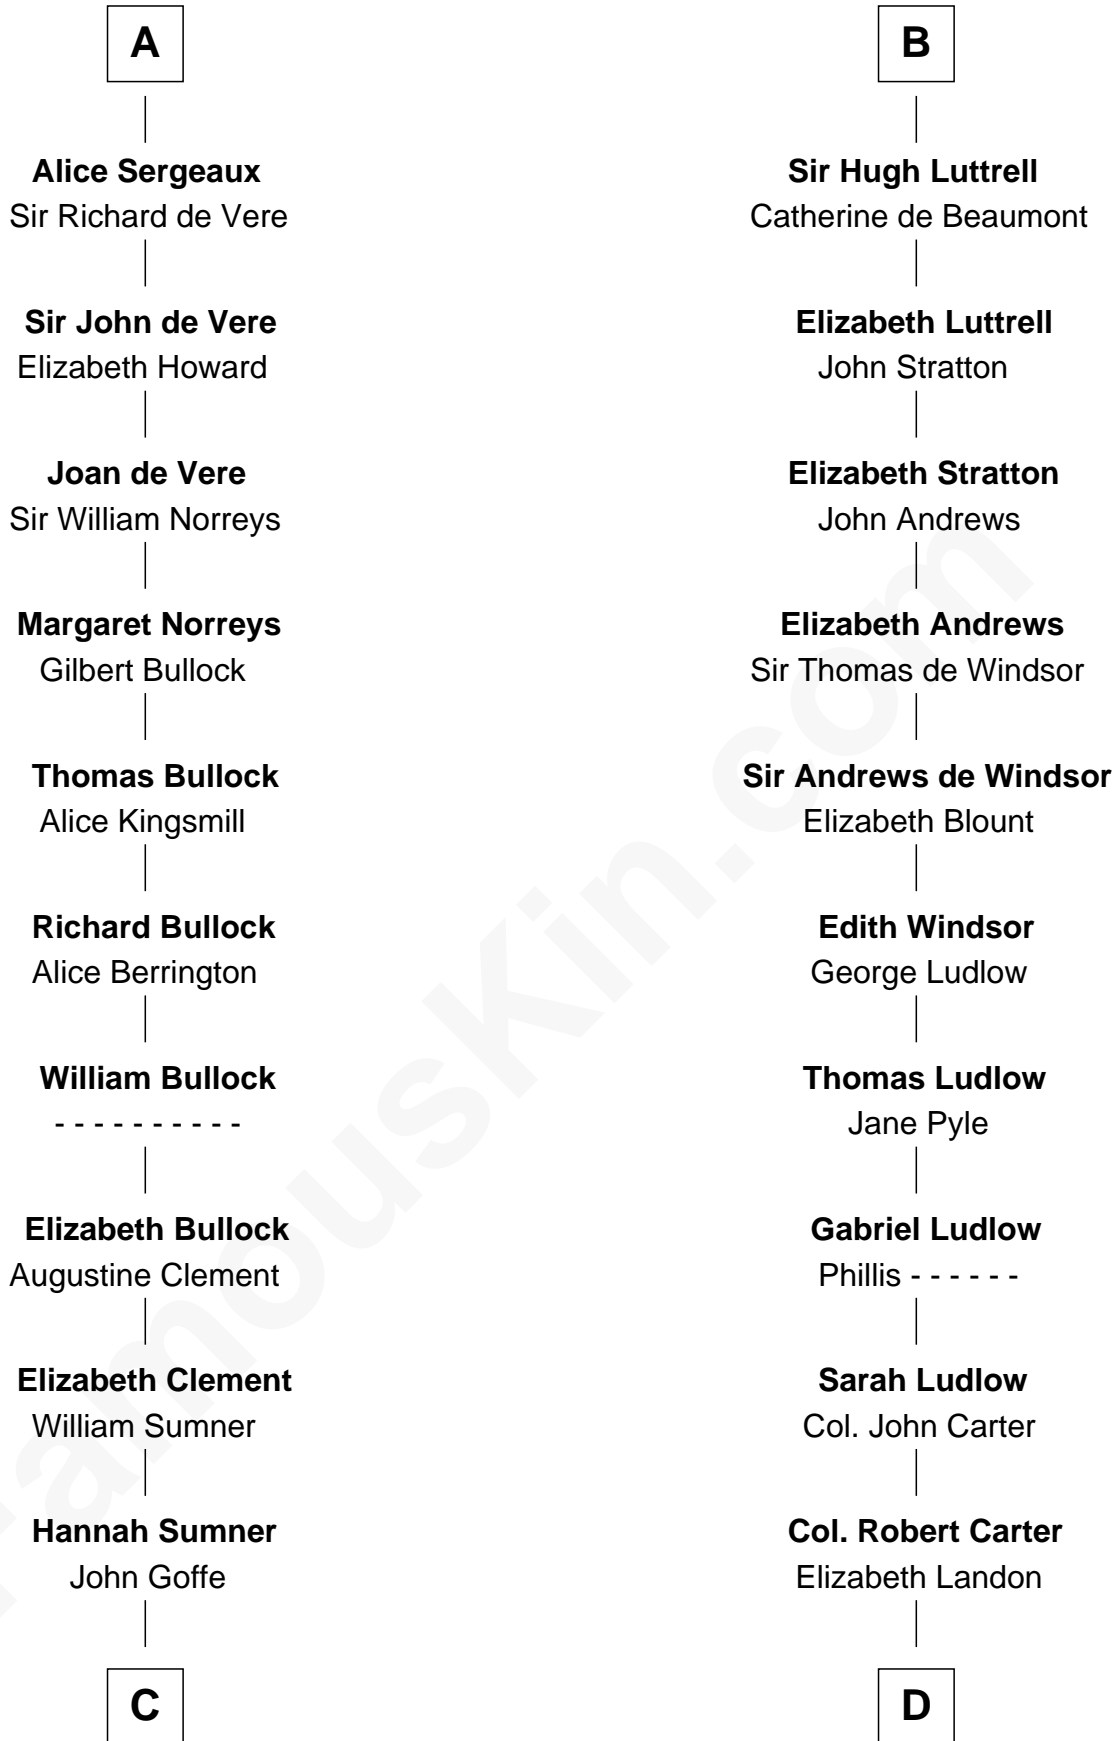 A
Alice Sergeaux
Sir Richard de Vere
Sir John de Vere
Elizabeth Howard
Joan de Vere
Sir William Norreys
Margaret Norreys
Gilbert Bullock
Thomas Bullock
Alice Kingsmill
Richard Bullock
Alice Berrington
William Bullock
- - - - - - - - - -
Elizabeth Bullock
Augustine Clement
Elizabeth Clement
William Sumner
Hannah Sumner
John Goffe
C
B
Sir Hugh Luttrell
Catherine de Beaumont
Elizabeth Luttrell
John Stratton
Elizabeth Stratton
John Andrews
Elizabeth Andrews
Sir Thomas de Windsor
Sir Andrews de Windsor
Elizabeth Blount
Edith Windsor
George Ludlow
Thomas Ludlow
Jane Pyle
Gabriel Ludlow
Phillis - - - - - -
Sarah Ludlow
Col. John Carter
Col. Robert Carter
Elizabeth Landon
D
FamousKin.com